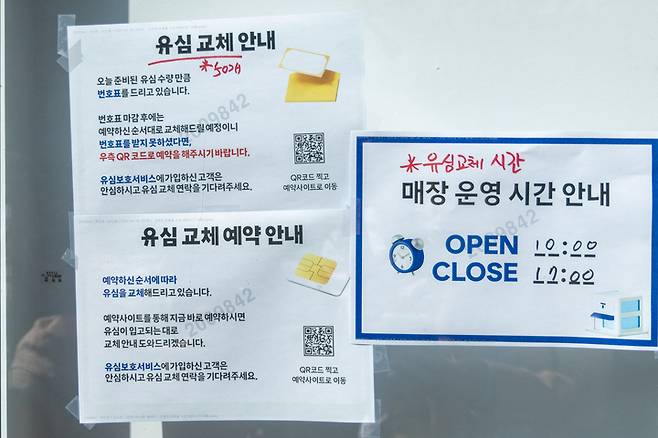 유심 교체 안내
※50개
오늘 준비된 유심 수량 만큼
번호표를 드리고 있습니다.
번호표 마감 후에는
예약하신 순서대로 교체해드릴 예정이니
번호표를 받지 못하셨다면,
우측 QR 코드로 예약을 해주시기 바랍니다.
유심보호서비스에 가입하신 고객은
안심하시고 유심 교체 연락을 기다려주세요.
QR코드 찍고
예약사이트로 이동
2009842
유심 교체 예약 안내
예약하신 순서에 따라
유심을 교체해드리고 있습니다.
예약사이트를 통해 지금 바로 예약하시면
유심이 입고되는 대로
교체 안내 도와드리겠습니다.
유심보호서비스에 가입하신 고객은
안심하시고 유심 교체 연락을 기다려주세요.
QR코드 찍고
예약사이트로 이동
2009842
※유심교체 시간
매장 운영 시간 안내
OPEN 10:00
CLOSE 17:00
2009842